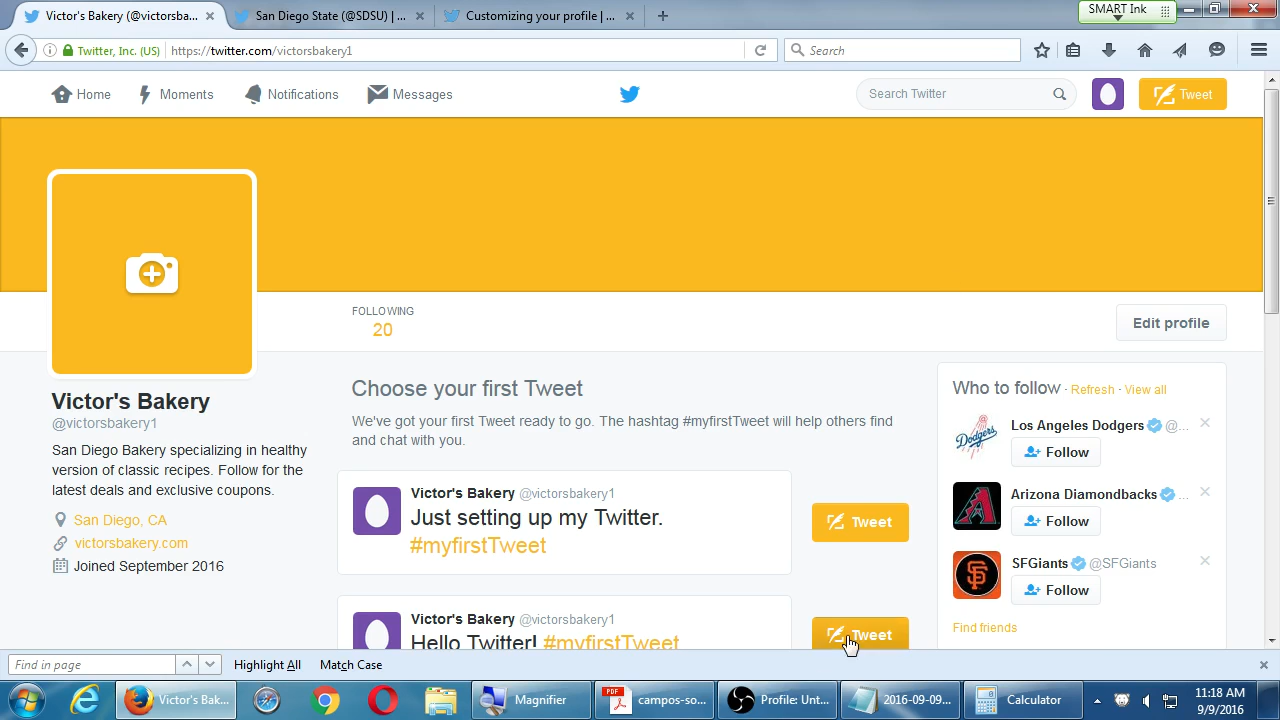 Victor's Bakery (@victorsba...
San Diego State (@SDSU) | ...
Customizing your profile | ...
SMART Ink
Twitter, Inc. (US)
https://twitter.com/victorsbakery1
Search
Home
Moments
Notifications
Messages
Search Twitter
Tweet
FOLLOWING
20
Edit profile
Victor's Bakery
@victorsbakery1
San Diego Bakery specializing in healthy
version of classic recipes. Follow for the
latest deals and exclusive coupons.
San Diego, CA
victorsbakery.com
Joined September 2016
Choose your first Tweet
We've got your first Tweet ready to go. The hashtag #myfirstTweet will help others find
and chat with you.
Victor's Bakery @victorsbakery1
Just setting up my Twitter.
#myfirstTweet
Tweet
Victor's Bakery @victorsbakery1
Hello Twitter! #myfirstTweet
Tweet
Who to follow · Refresh · View all
Dodgers
Los Angeles Dodgers @...
Follow
Arizona Diamondbacks ...
Follow
SF
SFGiants @SFGiants
Follow
Find friends
Find in page
Highlight All
Match Case
Victor's Bak...
Magnifier
PDF
campos-so...
Profile: Unt...
2016-09-09...
Calculator
11:18 AM
9/9/2016